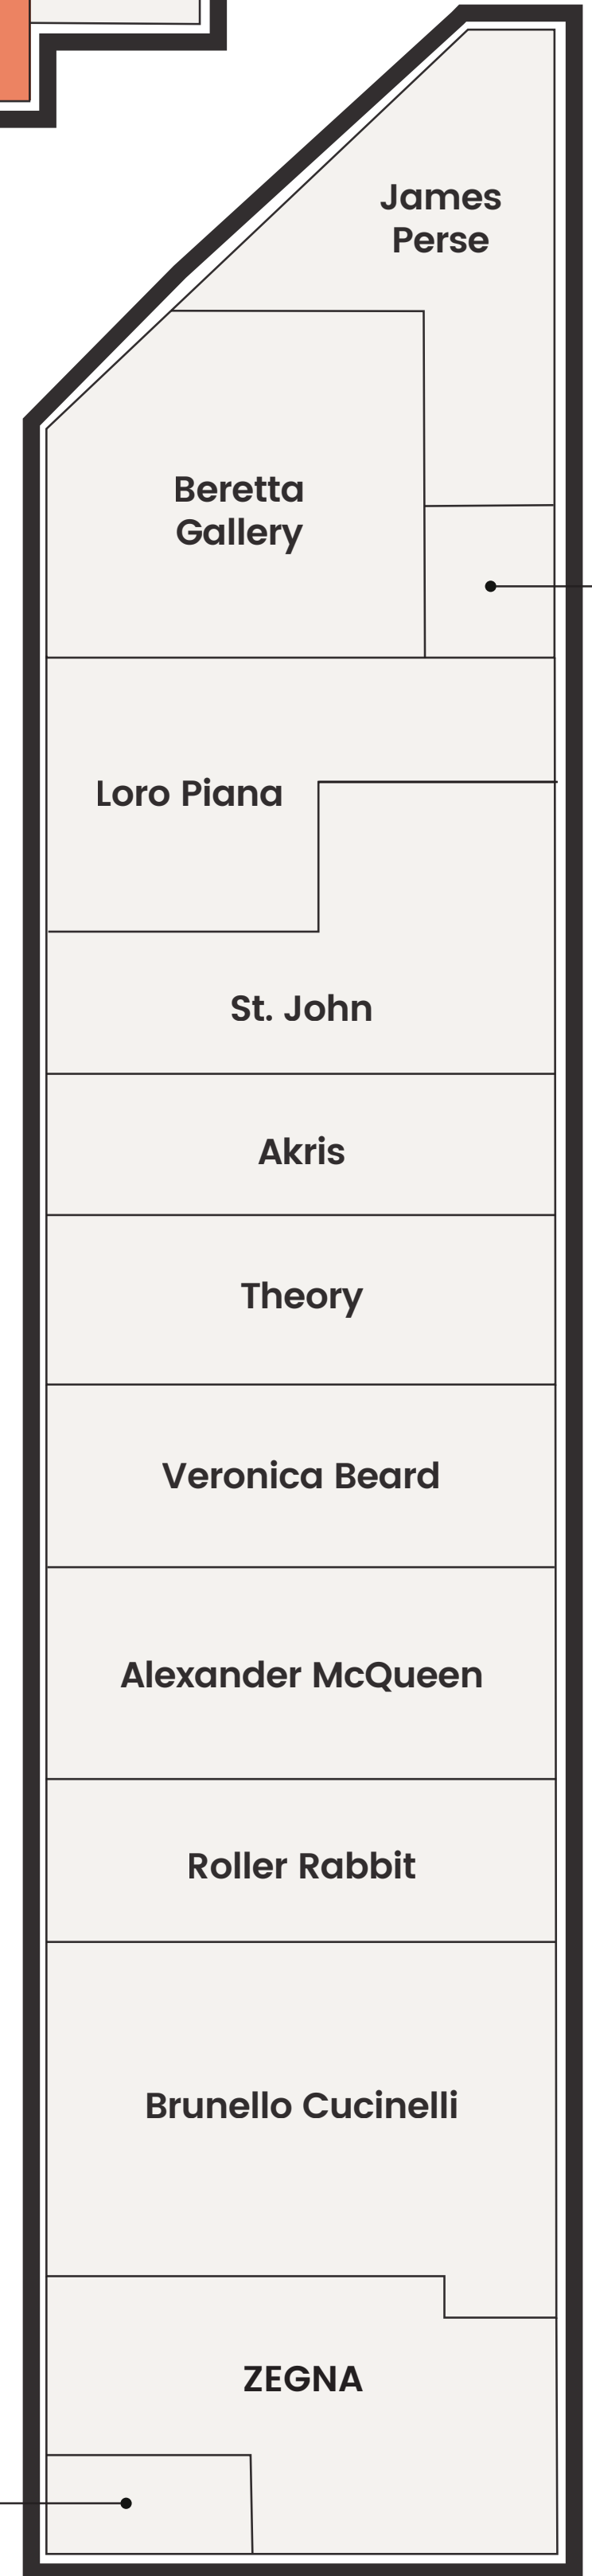 James
Perse
Beretta
Gallery
Loro Piana
St. John
Akris
Theory
Veronica Beard
Alexander McQueen
Roller Rabbit
Brunello Cucinelli
ZEGNA